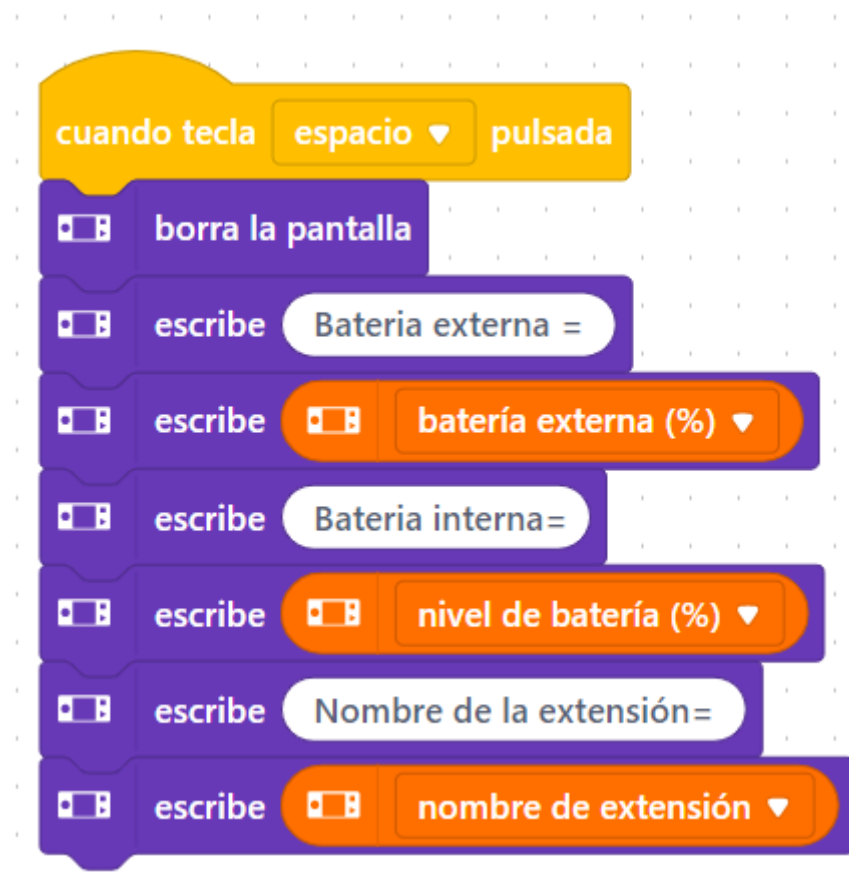 cuando tecla espacio pulsada
borra la pantalla
escribe Bateria externa =
escribe batería externa (%)
escribe Bateria interna=
escribe nivel de batería (%)
escribe Nombre de la extensión=
escribe nombre de extensión